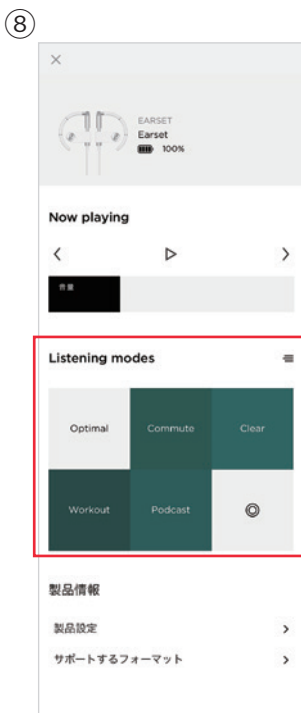 ⑧
EARSET
Earset
100%
Now playing
音量
Listening modes
Optimal Commute Clear
Workout Podcast
製品情報
製品設定
サポートするフォーマット